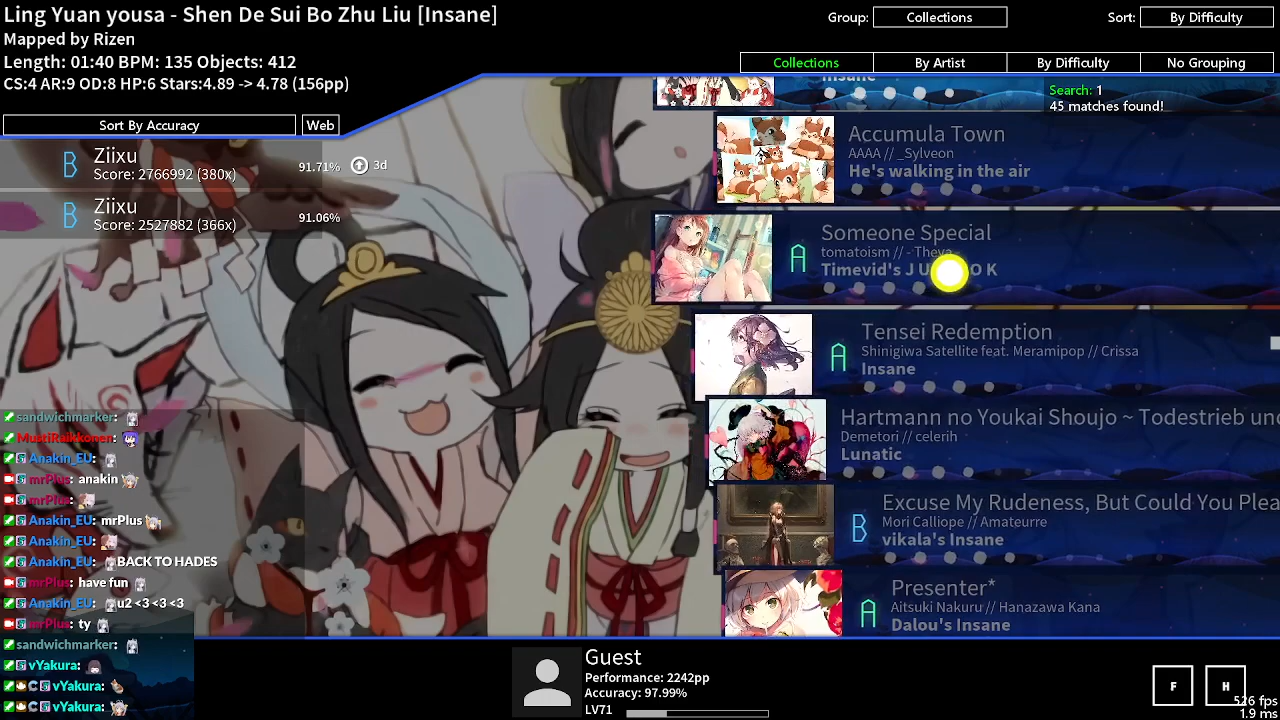 Ling Yuan yousa - Shen De Sui Bo Zhu Liu [Insane]
Mapped by Rizen
Length: 01:40 BPM: 135 Objects: 412
CS:4 AR:9 OD:8 HP:6 Stars:4.89 -> 4.78 (156pp)
Group:
Collections
Sort:
By Difficulty
Collections
By Artist
By Difficulty
No Grouping
Sort By Accuracy
Web
Search: 1
45 matches found!
Insane
B
Ziixu
Score: 2766992 (380x)
91.71%
3d
B
Ziixu
Score: 2527882 (366x)
91.06%
Accumula Town
AAAA // _Sylveon
He's walking in the air
A
Someone Special
tomatoism // - Theya
Timevid's J U O K
A
Tensei Redemption
Shinigiwa Satellite feat. Meramipop // Crissa
Insane
Hartmann no Youkai Shoujo ~ Todestrieb und
Demetori // celerih
Lunatic
B
Excuse My Rudeness, But Could You Plea
Mori Calliope // Amateurre
vikala's Insane
A
Presenter*
Aitsuki Nakuru // Hanazawa Kana
Dalou's Insane
sandwichmarker:
MustiRaikkonen:
Anakin_EU:
mrPlus: anakin
mrPlus:
Anakin_EU: mrPlus
Anakin_EU:
Anakin_EU: BACK TO HADES
mrPlus: have fun
Anakin_EU: u2 <3 <3 <3
mrPlus: ty
sandwichmarker:
vYakura:
vYakura:
vYakura:
Guest
Performance: 2242pp
Accuracy: 97.99%
LV71
F
H
526 fps
1.9 ms